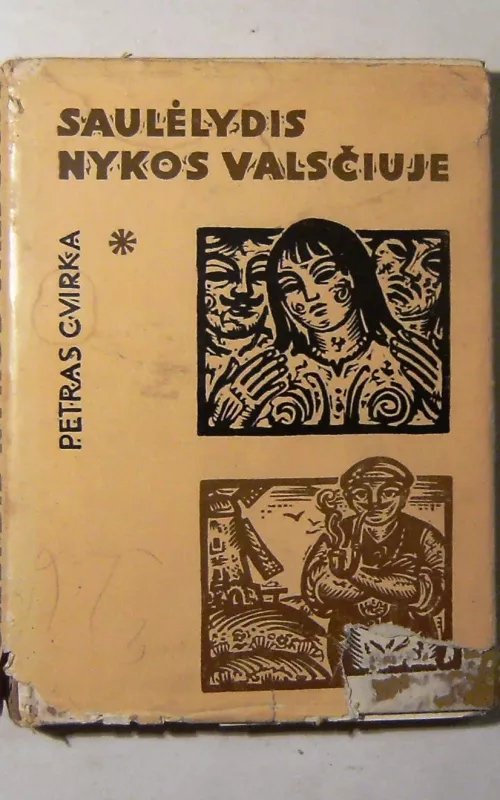 SAULĖLYDIS
NYKOS VALSČIUJE
*
PETRAS CVIRKA